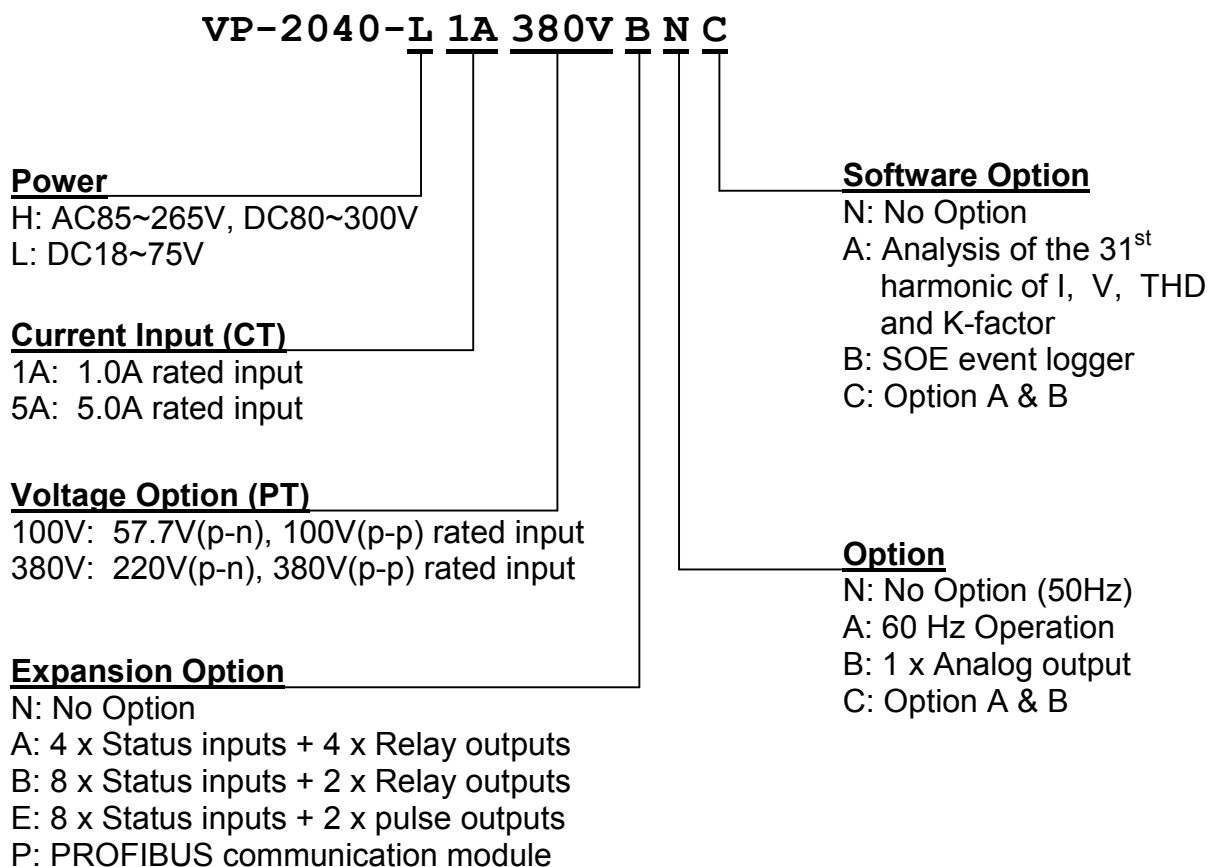 VP-2040-L 1A 380V B N C
Power
H: AC85~265V, DC80~300V
L: DC18~75V
Current Input (CT)
1A: 1.0A rated input
5A: 5.0A rated input
Voltage Option (PT)
100V: 57.7V(p-n), 100V(p-p) rated input
380V: 220V(p-n), 380V(p-p) rated input
Expansion Option
N: No Option
A: 4 x Status inputs + 4 x Relay outputs
B: 8 x Status inputs + 2 x Relay outputs
E: 8 x Status inputs + 2 x pulse outputs
P: PROFIBUS communication module
Software Option
N: No Option
A: Analysis of the 31st
harmonic of I, V, THD
and K-factor
B: SOE event logger
C: Option A & B
Option
N: No Option (50Hz)
A: 60 Hz Operation
B: 1 x Analog output
C: Option A & B